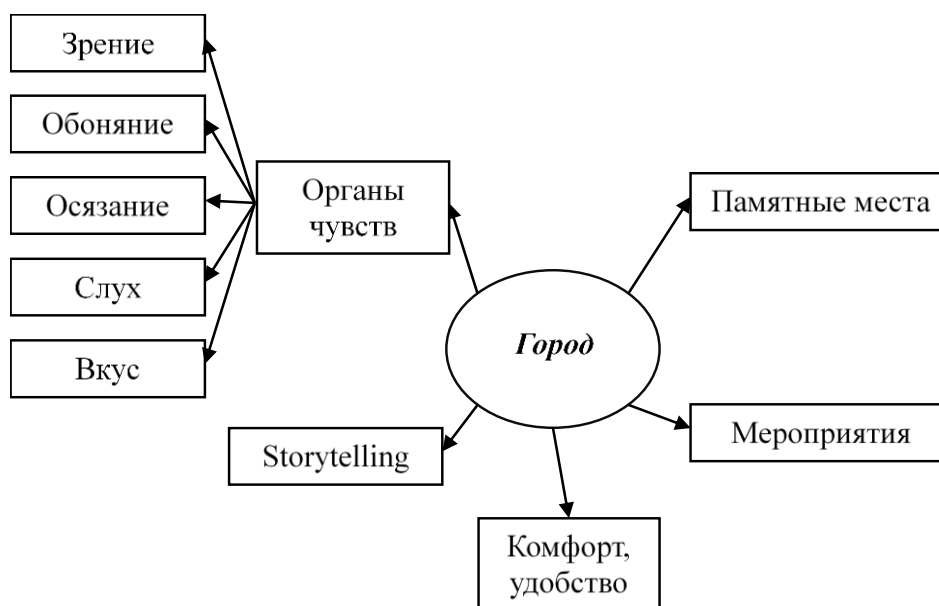 Зрение
Обоняние
Осязание
Слух
Вкус
Органы
чувств
Памятные места
Город
Мероприятия
Storytelling
Комфорт,
удобство